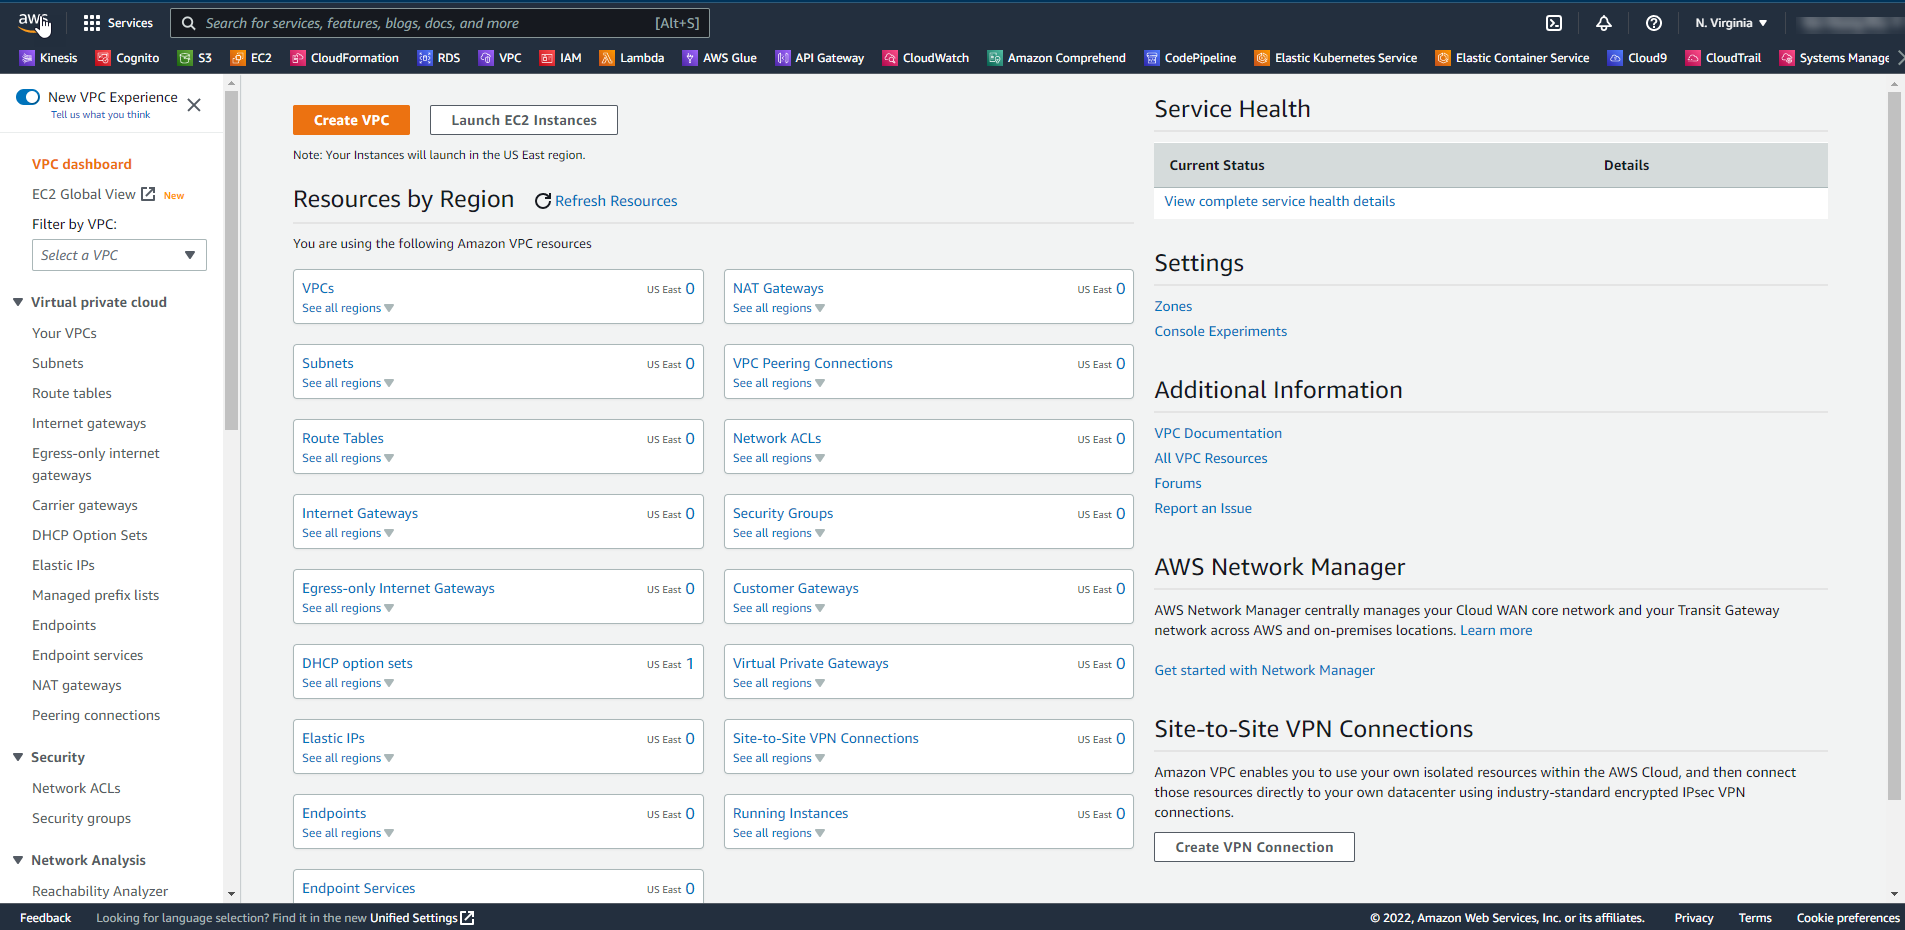 aws
Services
Search for services, features, blogs, docs, and more
[Alt+S]
N. Virginia
Kinesis
Cognito
S3
EC2
CloudFormation
RDS
VPC
IAM
Lambda
AWS Glue
API Gateway
CloudWatch
Amazon Comprehend
CodePipeline
Elastic Kubernetes Service
Elastic Container Service
Cloud9
CloudTrail
Systems Manage
New VPC Experience
Tell us what you think
VPC dashboard
EC2 Global View New
Filter by VPC:
Select a VPC
Virtual private cloud
Your VPCs
Subnets
Route tables
Internet gateways
Egress-only internet
gateways
Carrier gateways
DHCP Option Sets
Elastic IPs
Managed prefix lists
Endpoints
Endpoint services
NAT gateways
Peering connections
Security
Network ACLs
Security groups
Network Analysis
Reachability Analyzer
Create VPC
Launch EC2 Instances
Note: Your Instances will launch in the US East region.
Resources by Region
Refresh Resources
You are using the following Amazon VPC resources
VPCs US East 0
See all regions
NAT Gateways US East 0
See all regions
Subnets US East 0
See all regions
VPC Peering Connections US East 0
See all regions
Route Tables US East 0
See all regions
Network ACLs US East 0
See all regions
Internet Gateways US East 0
See all regions
Security Groups US East 0
See all regions
Egress-only Internet Gateways US East 0
See all regions
Customer Gateways US East 0
See all regions
DHCP option sets US East 1
See all regions
Virtual Private Gateways US East 0
See all regions
Elastic IPs US East 0
See all regions
Site-to-Site VPN Connections US East 0
See all regions
Endpoints US East 0
See all regions
Running Instances US East 0
See all regions
Endpoint Services US East 0
Service Health
Current Status Details
View complete service health details
Settings
Zones
Console Experiments
Additional Information
VPC Documentation
All VPC Resources
Forums
Report an Issue
AWS Network Manager
AWS Network Manager centrally manages your Cloud WAN core network and your Transit Gateway
network across AWS and on-premises locations. Learn more
Get started with Network Manager
Site-to-Site VPN Connections
Amazon VPC enables you to use your own isolated resources within the AWS Cloud, and then connect
those resources directly to your own datacenter using industry-standard encrypted IPsec VPN
connections.
Create VPN Connection
Feedback
Looking for language selection? Find it in the new Unified Settings
© 2022, Amazon Web Services, Inc. or its affiliates.
Privacy
Terms
Cookie preferences